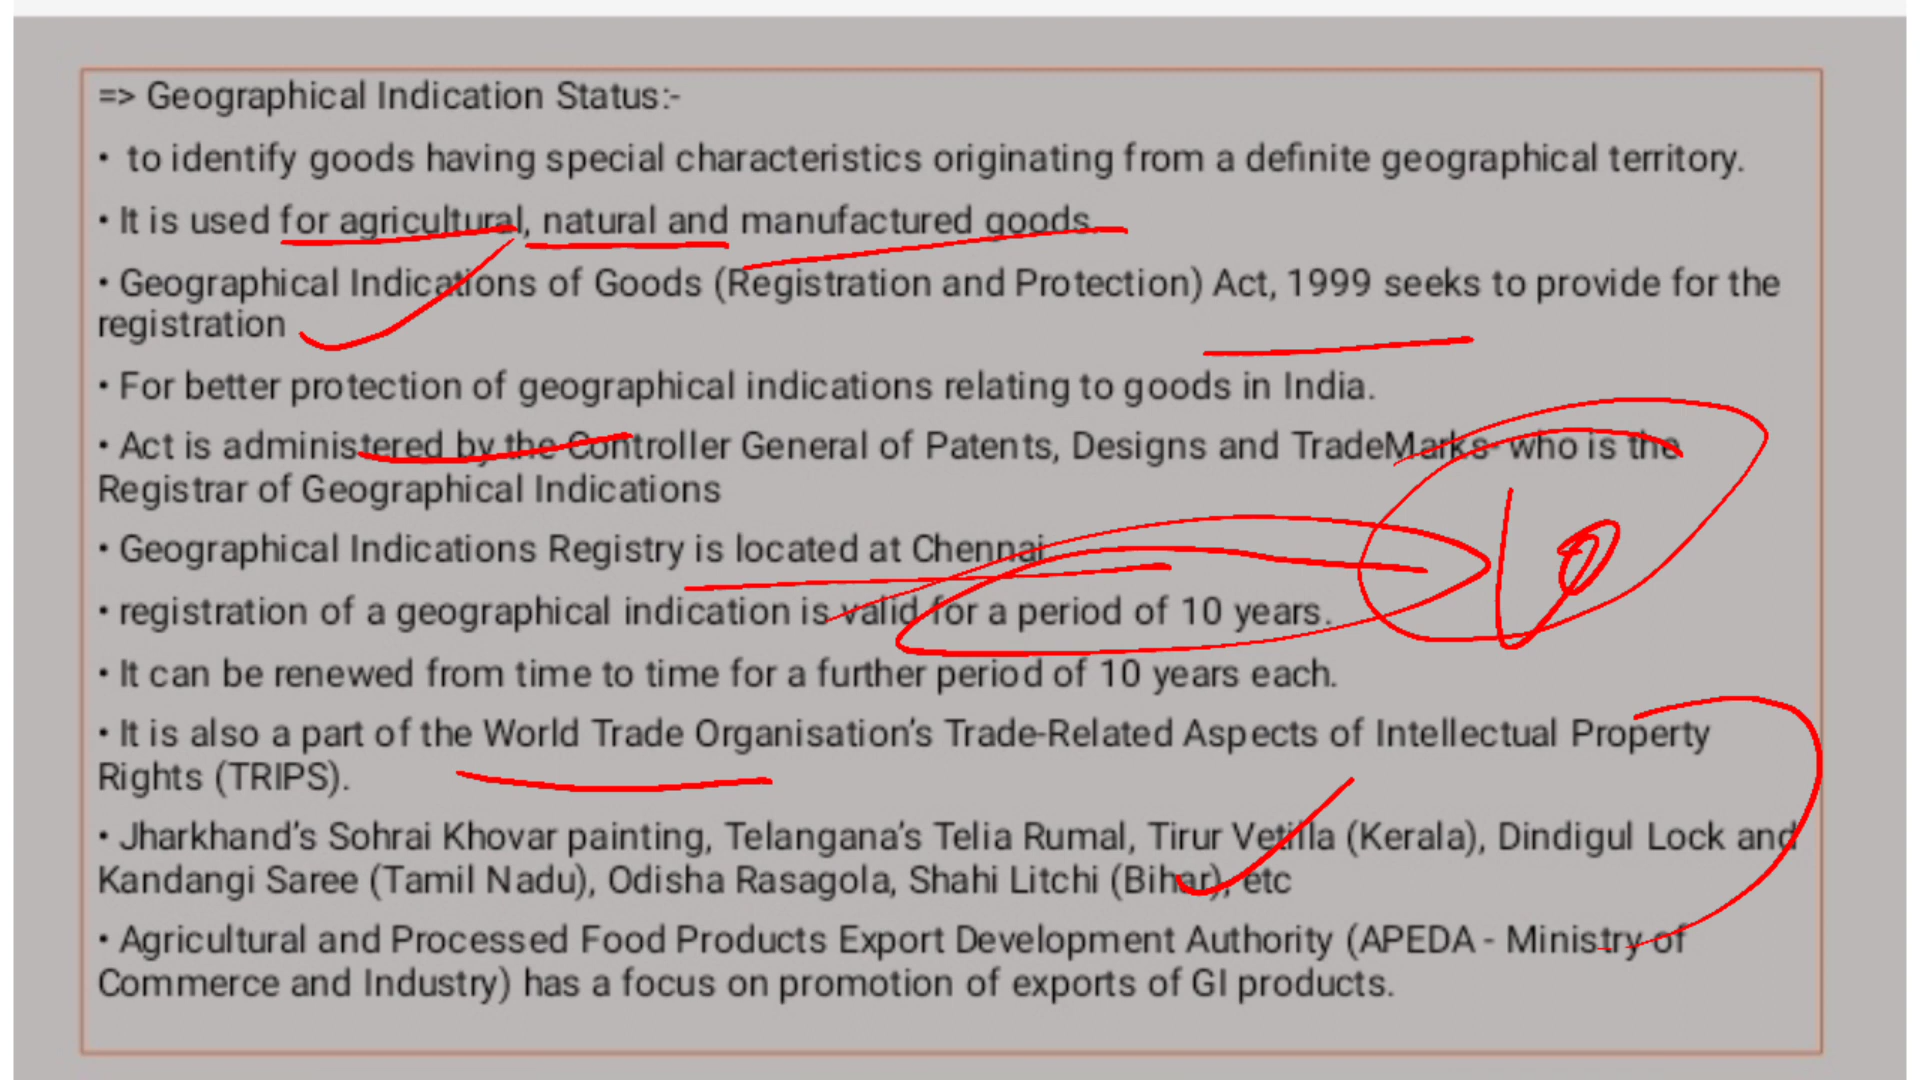 => Geographical Indication Status:-
• to identify goods having special characteristics originating from a definite geographical territory.
• It is used for agricultural, natural and manufactured goods.
• Geographical Indications of Goods (Registration and Protection) Act, 1999 seeks to provide for the
registration
• For better protection of geographical indications relating to goods in India.
• Act is administered by the Controller General of Patents, Designs and TradeMarks- who is the
Registrar of Geographical Indications
• Geographical Indications Registry is located at Chennai
• registration of a geographical indication is valid for a period of 10 years.
• It can be renewed from time to time for a further period of 10 years each.
• It is also a part of the World Trade Organisation's Trade-Related Aspects of Intellectual Property
Rights (TRIPS).
• Jharkhand's Sohrai Khovar painting, Telangana's Telia Rumal, Tirur Vetilla (Kerala), Dindigul Lock and
Kandangi Saree (Tamil Nadu), Odisha Rasagola, Shahi Litchi (Bihar), etc
• Agricultural and Processed Food Products Export Development Authority (APEDA - Ministry of
Commerce and Industry) has a focus on promotion of exports of GI products.